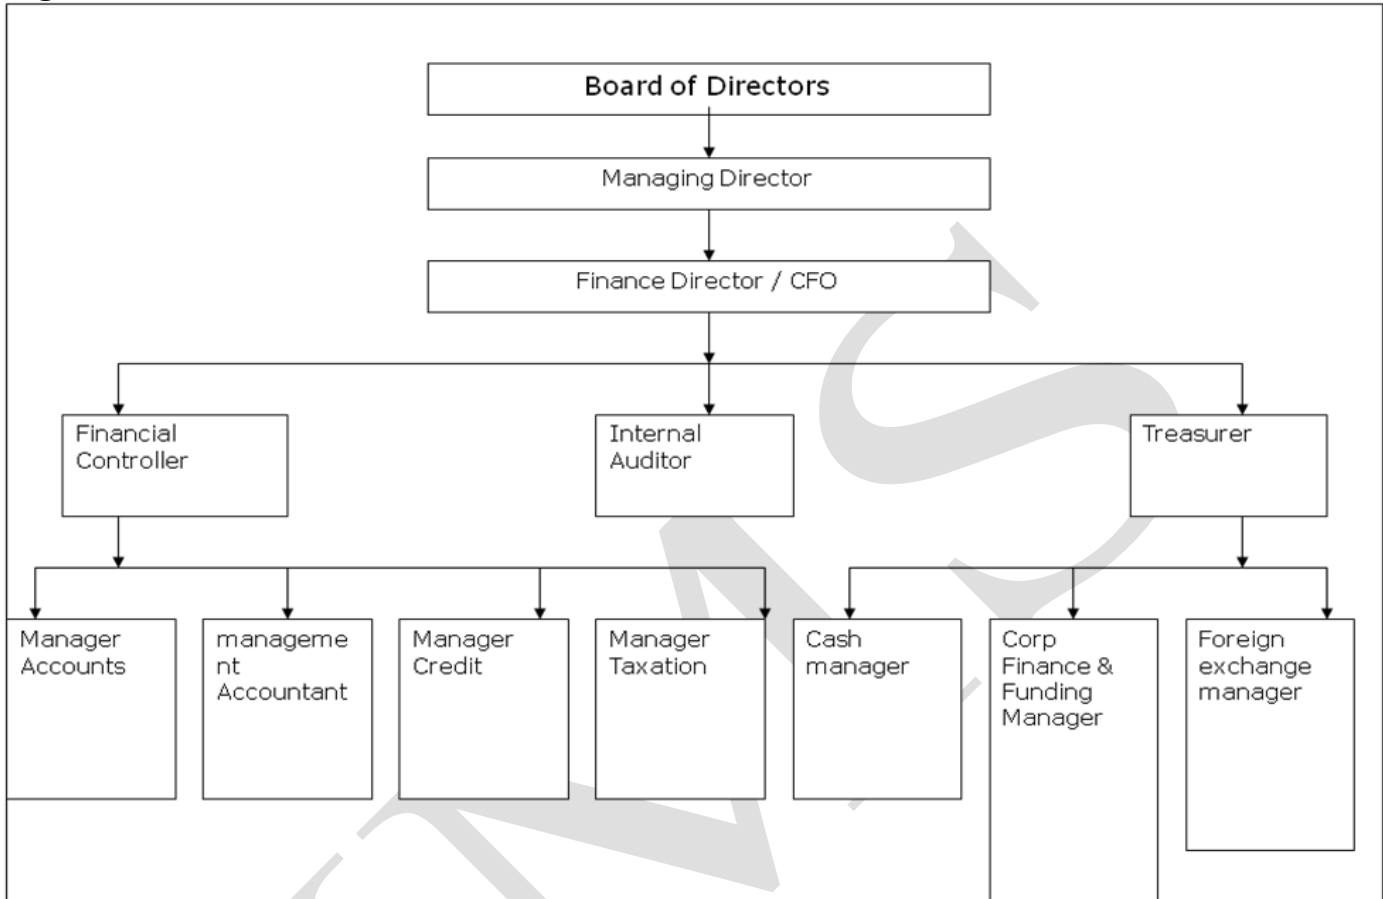 Board of Directors
Managing Director
Finance Director / CFO
Financial
Controller
Internal
Auditor
Treasurer
Manager
Accounts
manageme
nt
Accountant
Manager
Credit
Manager
Taxation
Cash
manager
Corp
Finance &
Funding
Manager
Foreign
exchange
manager